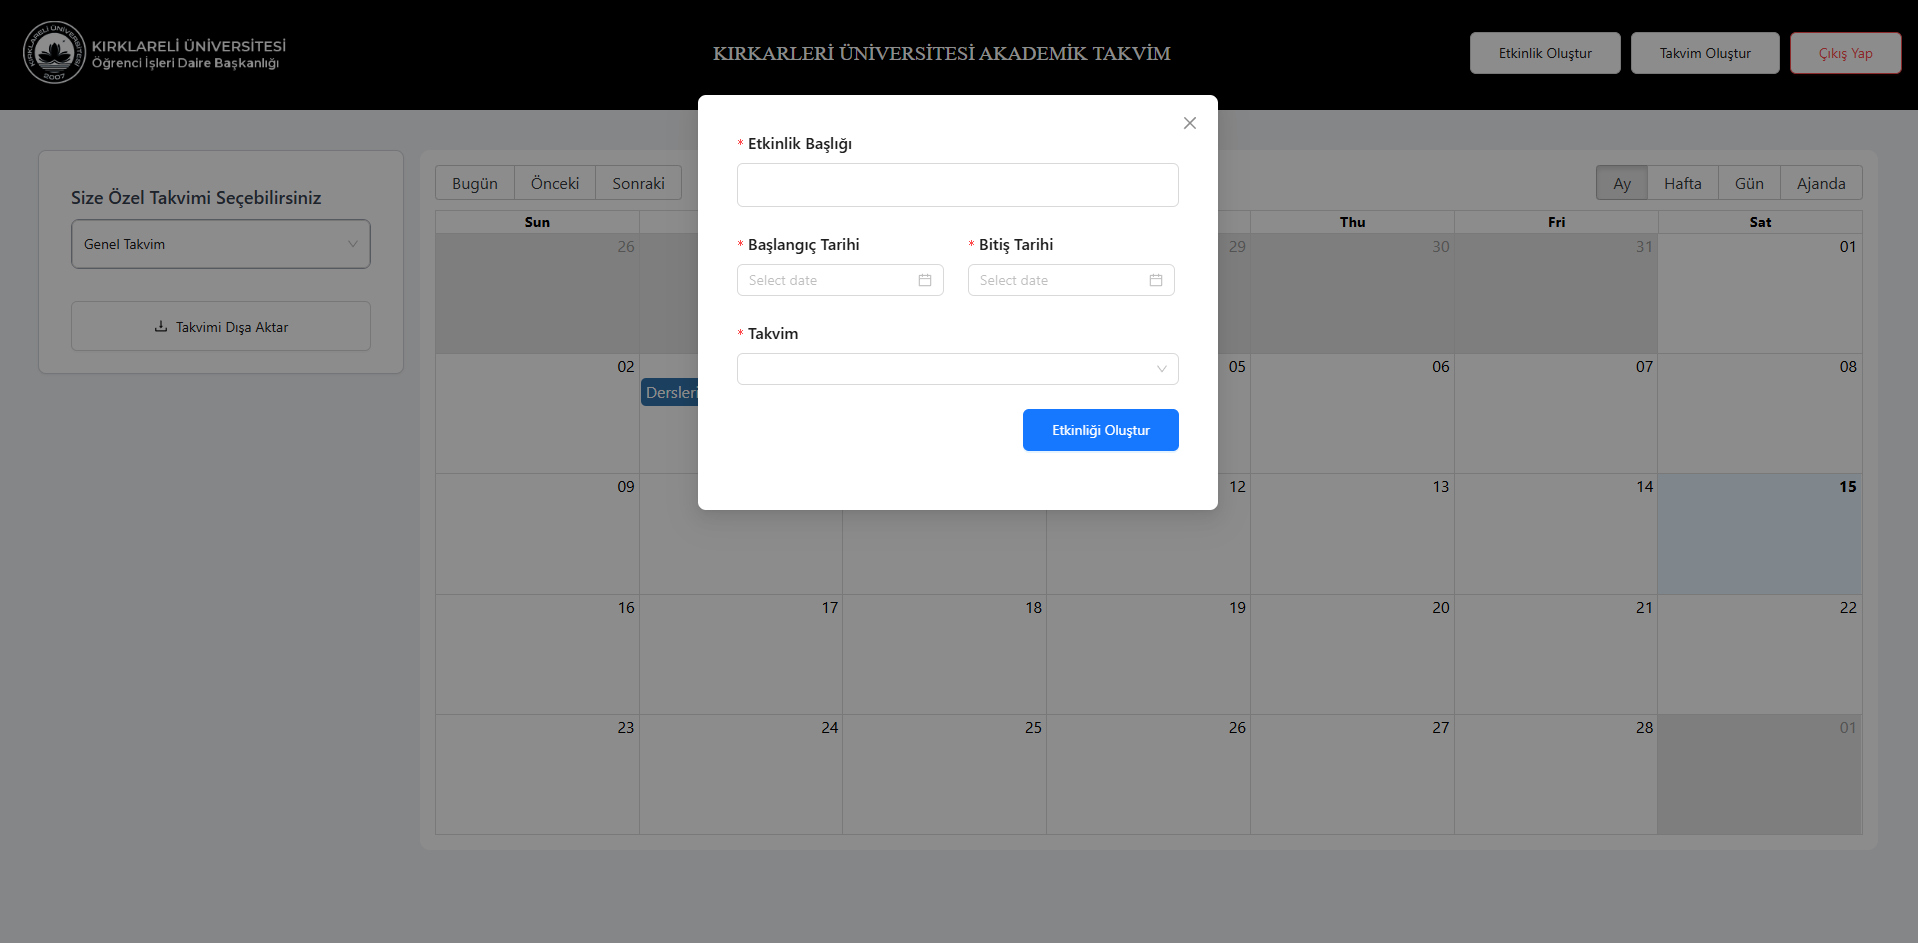 KIRKLARELİ ÜNİVERSİTESİ
Öğrenci İşleri Daire Başkanlığı
2007
KIRKARLERİ ÜNİVERSİTESİ AKADEMİK TAKVİM
Etkinlik Oluştur
Takvim Oluştur
Çıkış Yap
Size Özel Takvimi Seçebilirsiniz
Genel Takvim
Takvimi Dışa Aktar
Bugün Önceki Sonraki
Ay Hafta Gün Ajanda
Sun Thu Fri Sat
26 29 30 31 01
02 05 06 07 08
Dersleri
09 12 13 14 15
16 17 18 19 20 21 22
23 24 25 26 27 28 01
* Etkinlik Başlığı
* Başlangıç Tarihi
Select date
* Bitiş Tarihi
Select date
* Takvim
Etkinliği Oluştur